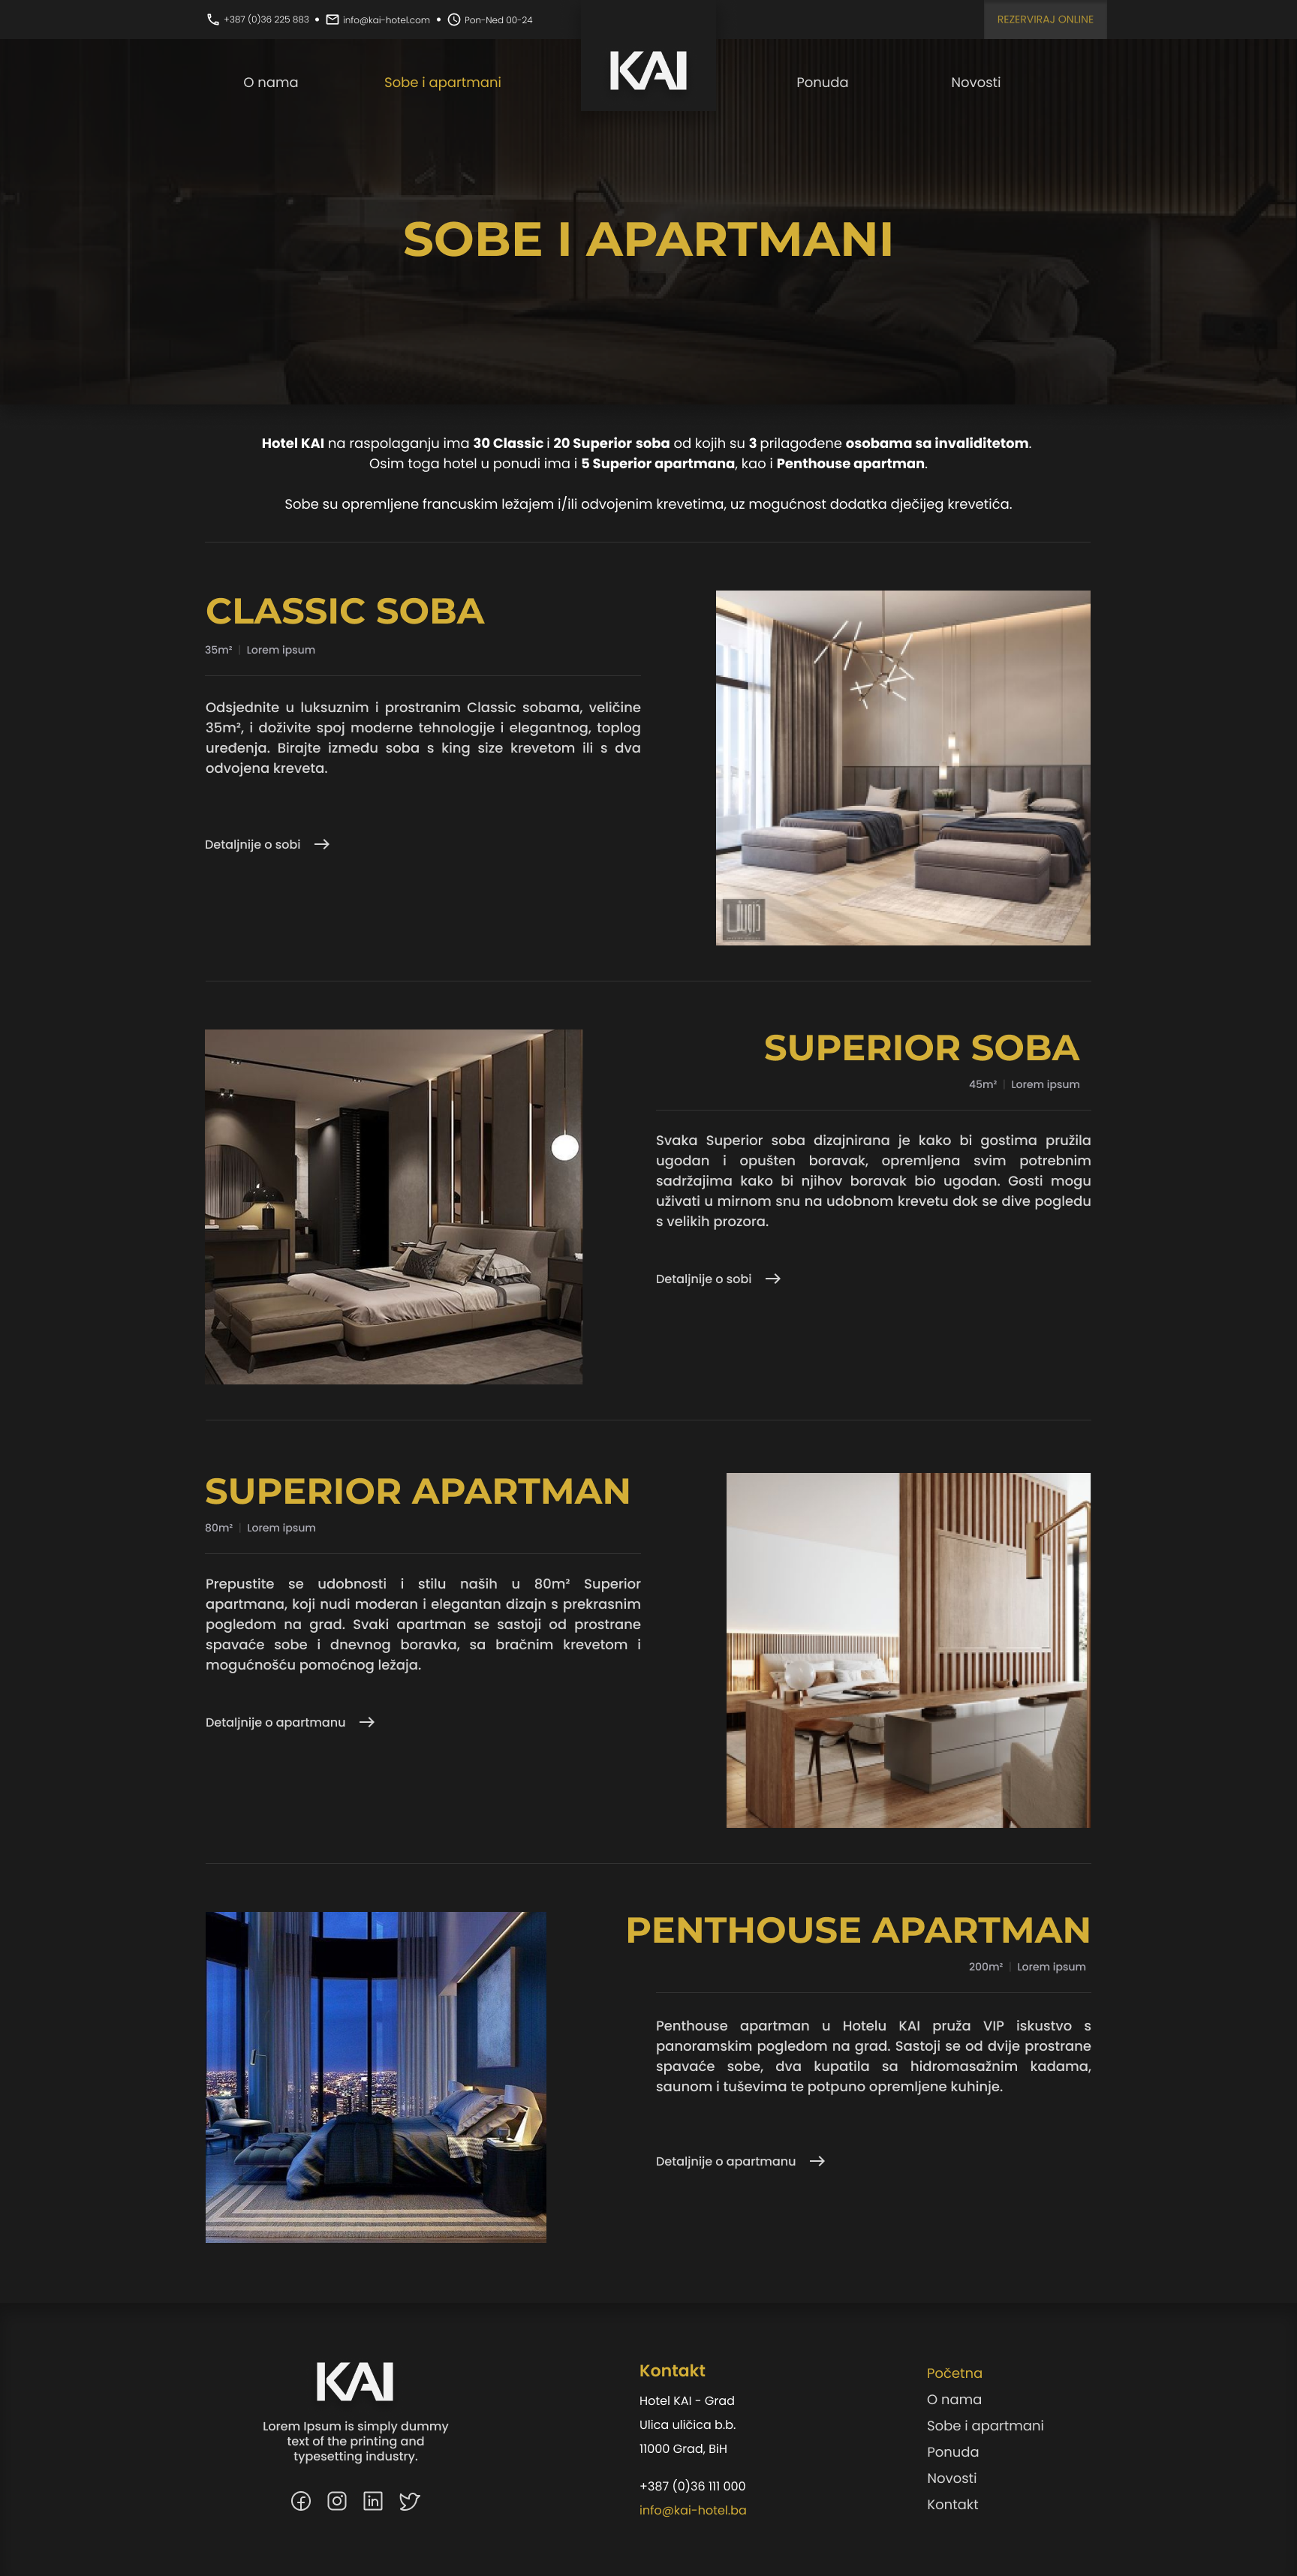 +387 (0)36 225 883 • info@kai-hotel.com • Pon-Ned 00-24
REZERVIRAJ ONLINE
O nama
Sobe i apartmani
KAI
Ponuda
Novosti
SOBE I APARTMANI
Hotel KAI na raspolaganju ima 30 Classic i 20 Superior soba od kojih su 3 prilagođene osobama sa invaliditetom.
Osim toga hotel u ponudi ima i 5 Superior apartmana, kao i Penthouse apartman.
Sobe su opremljene francuskim ležajem i/ili odvojenim krevetima, uz mogućnost dodatka dječijeg krevetića.
CLASSIC SOBA
35m² | Lorem ipsum
Odsjednite u luksuznim i prostranim Classic sobama, veličine
35m², i doživite spoj moderne tehnologije i elegantnog, toplog
uređenja. Birajte između soba s king size krevetom ili s dva
odvojena kreveta.
Detaljnije o sobi
SUPERIOR SOBA
45m² | Lorem ipsum
Svaka Superior soba dizajnirana je kako bi gostima pružila
ugodan i opušten boravak, opremljena svim potrebnim
sadržajima kako bi njihov boravak bio ugodan. Gosti mogu
uživati u mirnom snu na udobnom krevetu dok se dive pogledu
s velikih prozora.
Detaljnije o sobi
SUPERIOR APARTMAN
80m² | Lorem ipsum
Prepustite se udobnosti i stilu naših u 80m² Superior
apartmana, koji nudi moderan i elegantan dizajn s prekrasnim
pogledom na grad. Svaki apartman se sastoji od prostrane
spavaće sobe i dnevnog boravka, sa bračnim krevetom i
mogućnošću pomoćnog ležaja.
Detaljnije o apartmanu
PENTHOUSE APARTMAN
200m² | Lorem ipsum
Penthouse apartman u Hotelu KAI pruža VIP iskustvo s
panoramskim pogledom na grad. Sastoji se od dvije prostrane
spavaće sobe, dva kupatila sa hidromasažnim kadama,
saunom i tuševima te potpuno opremljene kuhinje.
Detaljnije o apartmanu
KAI
Lorem Ipsum is simply dummy
text of the printing and
typesetting industry.
Kontakt
Hotel KAI - Grad
Ulica uličica b.b.
11000 Grad, BiH
+387 (0)36 111 000
info@kai-hotel.ba
Početna
O nama
Sobe i apartmani
Ponuda
Novosti
Kontakt